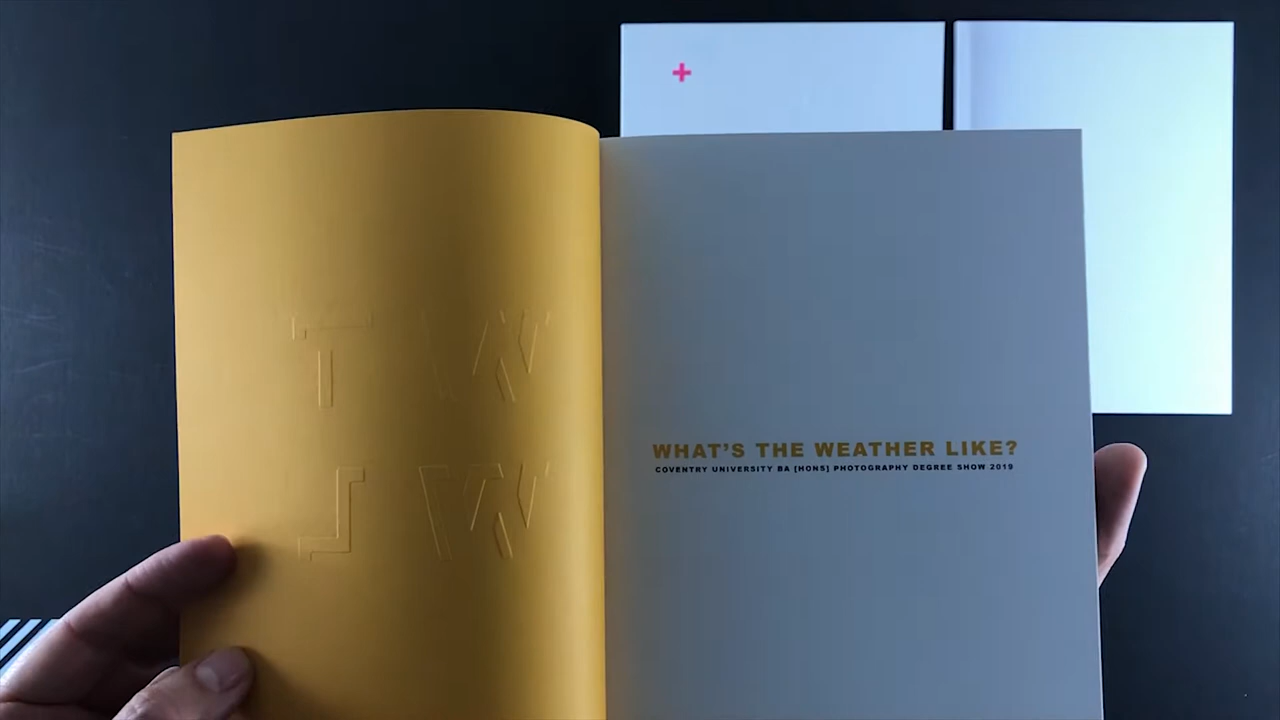 T W
J W
WHAT'S THE WEATHER LIKE?
COVENTRY UNIVERSITY BA [HONS] PHOTOGRAPHY DEGREE SHOW 2019